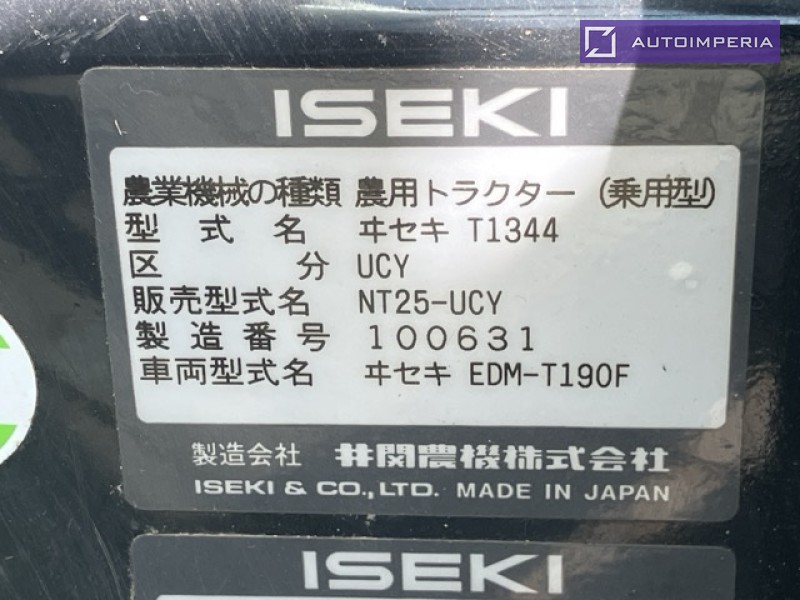 AUTOIMPERIA
ISEKI
農業機械の種類 農用トラクター (乗用型)
型式名 ヰセキ T1344
区分 UCY
販売型式名 NT25-UCY
製造番号 100631
車両型式名 ヰセキ EDM-T190F
製造会社 井関農機株式会社
ISEKI & CO., LTD. MADE IN JAPAN
ISEKI